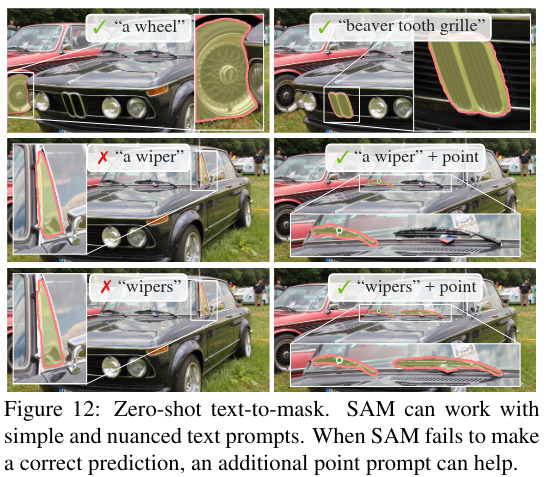 ✓ “a wheel”
✓ “beaver tooth grille”
✗ “a wiper”
✓ “a wiper” + point
✗ “wipers”
✓ “wipers” + point
Figure 12: Zero-shot text-to-mask. SAM can work with
simple and nuanced text prompts. When SAM fails to make
a correct prediction, an additional point prompt can help.